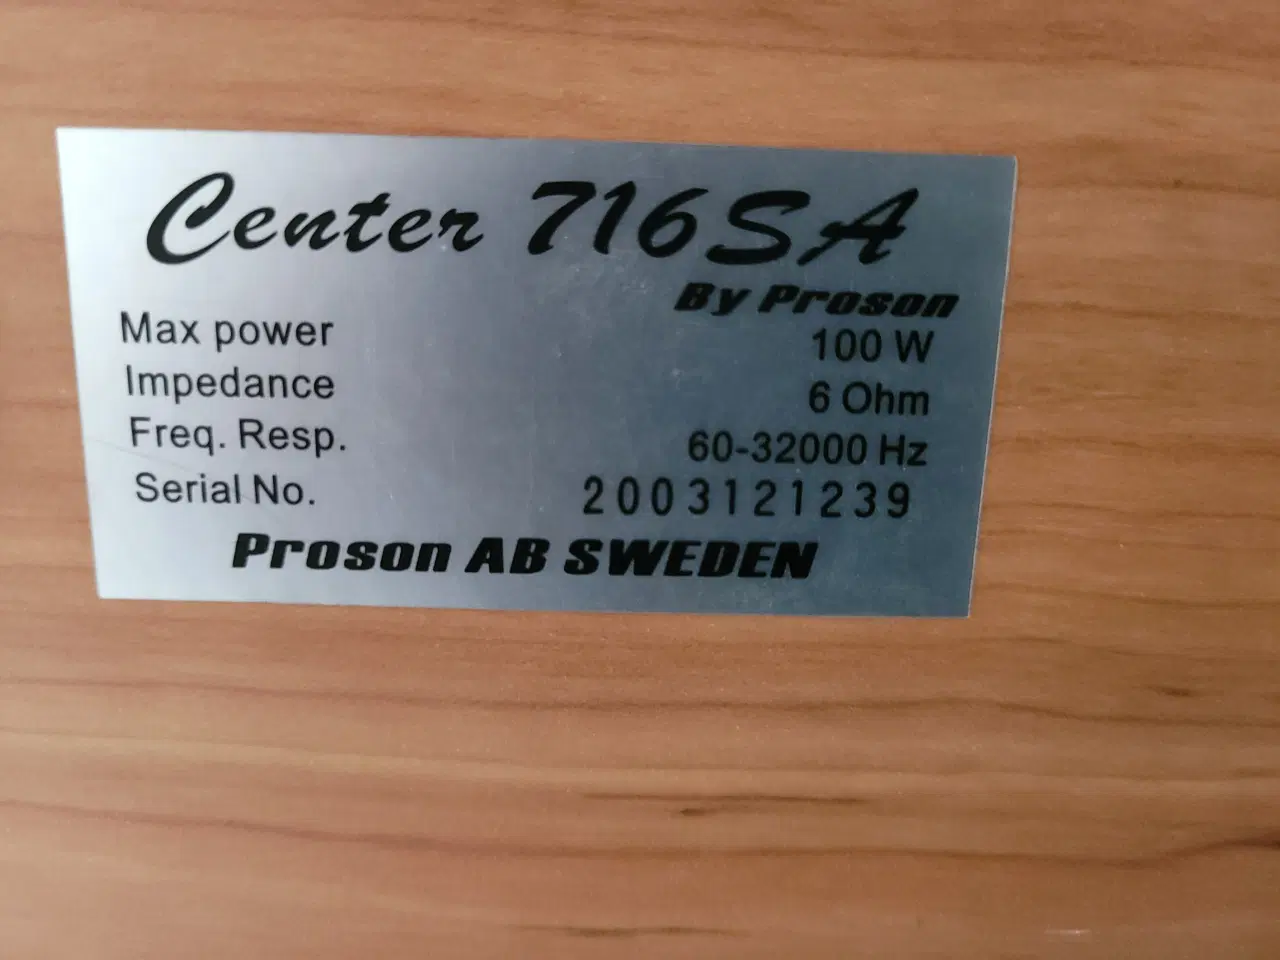 Center 716SA
By Proson
Max power 100 W
Impedance 6 Ohm
Freq. Resp. 60-32000 Hz
Serial No. 2003121239
Proson AB SWEDEN